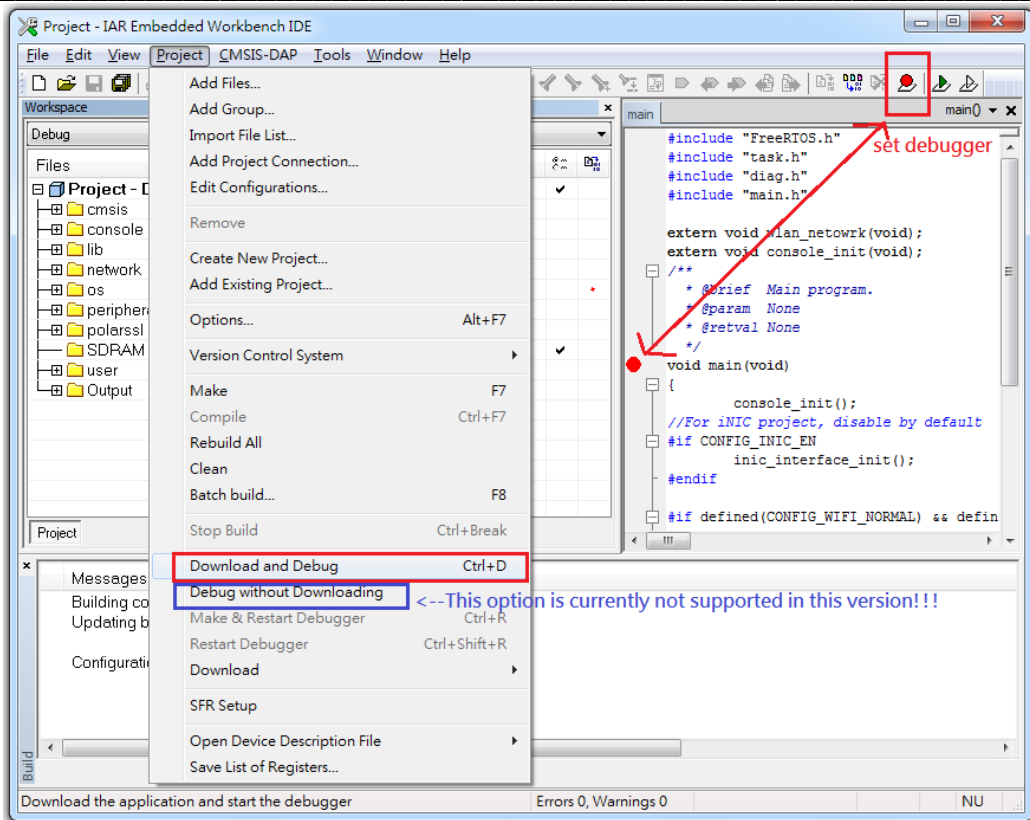 Project - IAR Embedded Workbench IDE
File Edit View Project CMSIS-DAP Tools Window Help
Workspace
Debug
Files
Project - D
cmsis
console
lib
network
os
peripher
polarssl
SDRAM
user
Output
Project
Add Files...
Add Group...
Import File List...
Add Project Connection...
Edit Configurations...
Remove
Create New Project...
Add Existing Project...
Options... Alt+F7
Version Control System
Make F7
Compile Ctrl+F7
Rebuild All
Clean
Batch build... F8
Stop Build Ctrl+Break
Download and Debug Ctrl+D
Debug without Downloading
<--This option is currently not supported in this version!!!
Make & Restart Debugger Ctrl+R
Restart Debugger Ctrl+Shift+R
Download
SFR Setup
Open Device Description File
Save List of Registers...
main
main()
set debugger
#include "FreeRTOS.h"
#include "task.h"
#include "diag.h"
#include "main.h"
extern void wlan_netowrk(void);
extern void console_init(void);
/**
* @brief Main program.
* @param None
* @retval None
*/
void main(void)
{
console_init();
//For iNIC project, disable by default
#if CONFIG_INIC_EN
inic_interface_init();
#endif
#if defined(CONFIG_WIFI_NORMAL) && defin
Messages
Building co
Updating b
Configurati
Build
Download the application and start the debugger
Errors 0, Warnings 0
NU